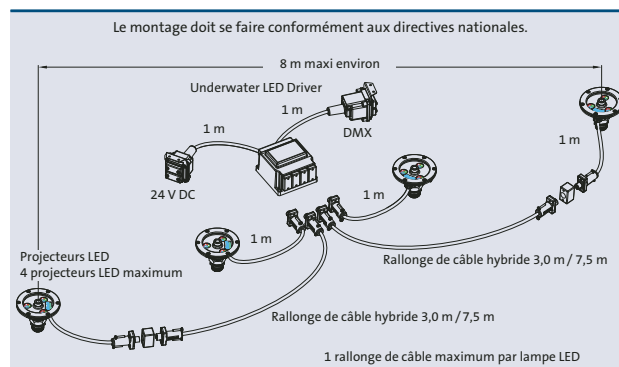 Le montage doit se faire conformément aux directives nationales.
8 m maxi environ
Underwater LED Driver
1 m
1 m
DMX
1 m
24 V DC
1 m
1 m
Projecteurs LED
4 projecteurs LED maximum
Rallonge de câble hybride 3,0 m / 7,5 m
Rallonge de câble hybride 3,0 m / 7,5 m
1 rallonge de câble maximum par lampe LED